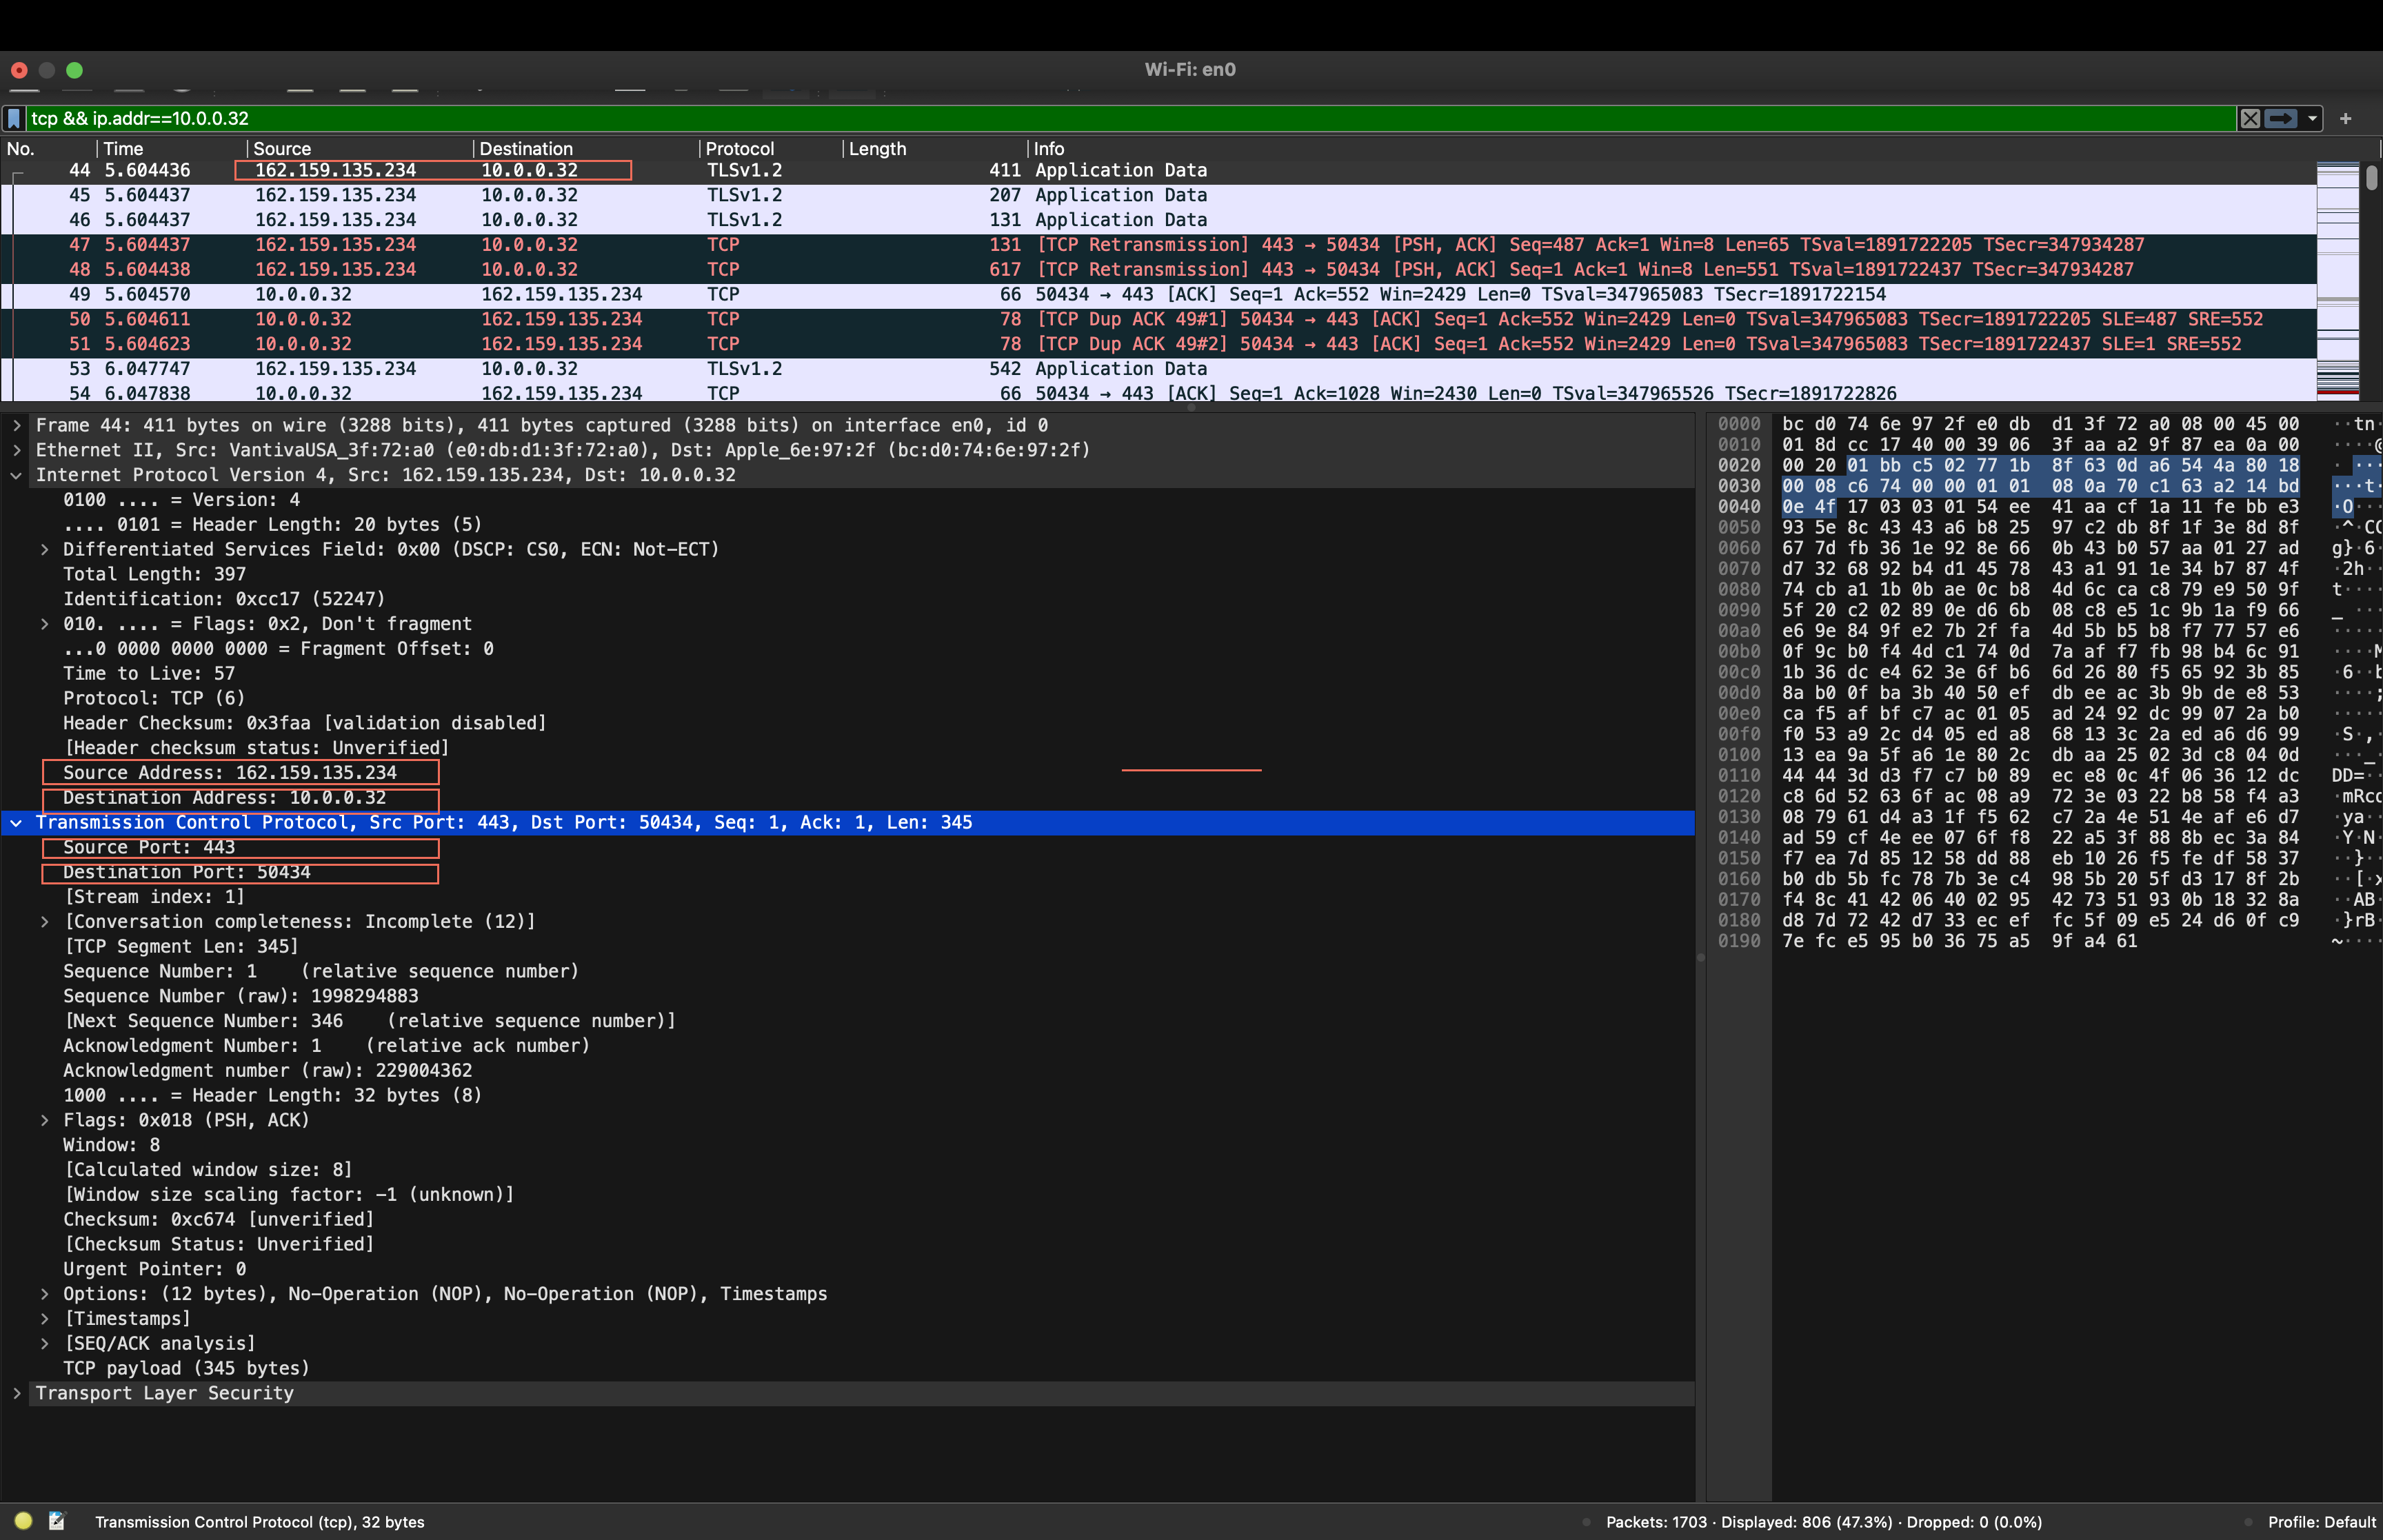 Wi-Fi: en0
tcp && ip.addr==10.0.0.32
No. Time Source Destination Protocol Length Info
44 5.604436 162.159.135.234 10.0.0.32 TLSv1.2 411 Application Data
45 5.604437 162.159.135.234 10.0.0.32 TLSv1.2 207 Application Data
46 5.604437 162.159.135.234 10.0.0.32 TLSv1.2 131 Application Data
47 5.604437 162.159.135.234 10.0.0.32 TCP 131 [TCP Retransmission] 443 → 50434 [PSH, ACK] Seq=487 Ack=1 Win=8 Len=65 TSval=1891722205 TSecr=347934287
48 5.604438 162.159.135.234 10.0.0.32 TCP 617 [TCP Retransmission] 443 → 50434 [PSH, ACK] Seq=1 Ack=1 Win=8 Len=551 TSval=1891722437 TSecr=347934287
49 5.604570 10.0.0.32 162.159.135.234 TCP 66 50434 → 443 [ACK] Seq=1 Ack=552 Win=2429 Len=0 TSval=347965083 TSecr=1891722154
50 5.604611 10.0.0.32 162.159.135.234 TCP 78 [TCP Dup ACK 49#1] 50434 → 443 [ACK] Seq=1 Ack=552 Win=2429 Len=0 TSval=347965083 TSecr=1891722205 SLE=487 SRE=552
51 5.604623 10.0.0.32 162.159.135.234 TCP 78 [TCP Dup ACK 49#2] 50434 → 443 [ACK] Seq=1 Ack=552 Win=2429 Len=0 TSval=347965083 TSecr=1891722437 SLE=1 SRE=552
53 6.047747 162.159.135.234 10.0.0.32 TLSv1.2 542 Application Data
54 6.047838 10.0.0.32 162.159.135.234 TCP 66 50434 → 443 [ACK] Seq=1 Ack=1028 Win=2430 Len=0 TSval=347965526 TSecr=1891722826
Frame 44: 411 bytes on wire (3288 bits), 411 bytes captured (3288 bits) on interface en0, id 0
Ethernet II, Src: VantivaUSA_3f:72:a0 (e0:db:d1:3f:72:a0), Dst: Apple_6e:97:2f (bc:d0:74:6e:97:2f)
Internet Protocol Version 4, Src: 162.159.135.234, Dst: 10.0.0.32
0100 .... = Version: 4
.... 0101 = Header Length: 20 bytes (5)
Differentiated Services Field: 0x00 (DSCP: CS0, ECN: Not-ECT)
Total Length: 397
Identification: 0xcc17 (52247)
010. .... = Flags: 0x2, Don't fragment
...0 0000 0000 0000 = Fragment Offset: 0
Time to Live: 57
Protocol: TCP (6)
Header Checksum: 0x3faa [validation disabled]
[Header checksum status: Unverified]
Source Address: 162.159.135.234
Destination Address: 10.0.0.32
Transmission Control Protocol, Src Port: 443, Dst Port: 50434, Seq: 1, Ack: 1, Len: 345
Source Port: 443
Destination Port: 50434
[Stream index: 1]
[Conversation completeness: Incomplete (12)]
[TCP Segment Len: 345]
Sequence Number: 1 (relative sequence number)
Sequence Number (raw): 1998294883
[Next Sequence Number: 346 (relative sequence number)]
Acknowledgment Number: 1 (relative ack number)
Acknowledgment number (raw): 229004362
1000 .... = Header Length: 32 bytes (8)
Flags: 0x018 (PSH, ACK)
Window: 8
[Calculated window size: 8]
[Window size scaling factor: -1 (unknown)]
Checksum: 0xc674 [unverified]
[Checksum Status: Unverified]
Urgent Pointer: 0
Options: (12 bytes), No-Operation (NOP), No-Operation (NOP), Timestamps
[Timestamps]
[SEQ/ACK analysis]
TCP payload (345 bytes)
Transport Layer Security
0000 bc d0 74 6e 97 2f e0 db d1 3f 72 a0 08 00 45 00 ··tn·
0010 01 8d cc 17 40 00 39 06 3f aa a2 9f 87 ea 0a 00 ····@
0020 00 20 01 bb c5 02 77 1b 8f 63 0d a6 54 4a 80 18 · ···
0030 00 08 c6 74 00 00 01 01 08 0a 70 c1 63 a2 14 bd ···t·
0040 0e 4f 17 03 03 01 54 ee 41 aa cf 1a 11 fe bb e3 ·O···
0050 93 5e 8c 43 43 a6 b8 25 97 c2 db 8f 1f 3e 8d 8f ·^·CC
0060 67 7d fb 36 1e 92 8e 66 0b 43 b0 57 aa 01 27 ad g}·6·
0070 d7 32 68 92 b4 d1 45 78 43 a1 91 1e 34 b7 87 4f ·2h··
0080 74 cb a1 1b 0b ae 0c b8 4d 6c ca c8 79 e9 50 9f t····
0090 5f 20 c2 02 89 0e d6 6b 08 c8 e5 1c 9b 1a f9 66 _ ···
00a0 e6 9e 84 9f e2 7b 2f fa 4d 5b b5 b8 f7 77 57 e6 ·····
00b0 0f 9c b0 f4 4d c1 74 0d 7a af f7 fb 98 b4 6c 91 ····M
00c0 1b 36 dc e4 62 3e 6f b6 6d 26 80 f5 65 92 3b 85 ·6··b
00d0 8a b0 0f ba 3b 40 50 ef db ee ac 3b 9b de e8 53 ····;
00e0 ca f5 af bf c7 ac 01 05 ad 24 92 dc 99 07 2a b0 ·····
00f0 f0 53 a9 2c d4 05 ed a8 68 13 3c 2a ed a6 d6 99 ·S·,·
0100 13 ea 9a 5f a6 1e 80 2c db aa 25 02 3d c8 04 0d ···_·
0110 44 44 3d d3 f7 c7 b0 89 ec e8 0c 4f 06 36 12 dc DD=··
0120 c8 6d 52 63 6f ac 08 a9 72 3e 03 22 b8 58 f4 a3 ·mRco
0130 08 79 61 d4 a3 1f f5 62 c7 2a 4e 51 4e af e6 d7 ·ya··
0140 ad 59 cf 4e ee 07 6f f8 22 a5 3f 88 8b ec 3a 84 ·Y·N·
0150 f7 ea 7d 85 12 58 dd 88 eb 10 26 f5 fe df 58 37 ··}··
0160 b0 db 5b fc 78 7b 3e c4 98 5b 20 5f d3 17 8f 2b ··[·x
0170 f4 8c 41 42 06 40 02 95 42 73 51 93 0b 18 32 8a ··AB·
0180 d8 7d 72 42 d7 33 ec ef fc 5f 09 e5 24 d6 0f c9 ·}rB·
0190 7e fc e5 95 b0 36 75 a5 9f a4 61 ~····
Transmission Control Protocol (tcp), 32 bytes
Packets: 1703 · Displayed: 806 (47.3%) · Dropped: 0 (0.0%)
Profile: Default